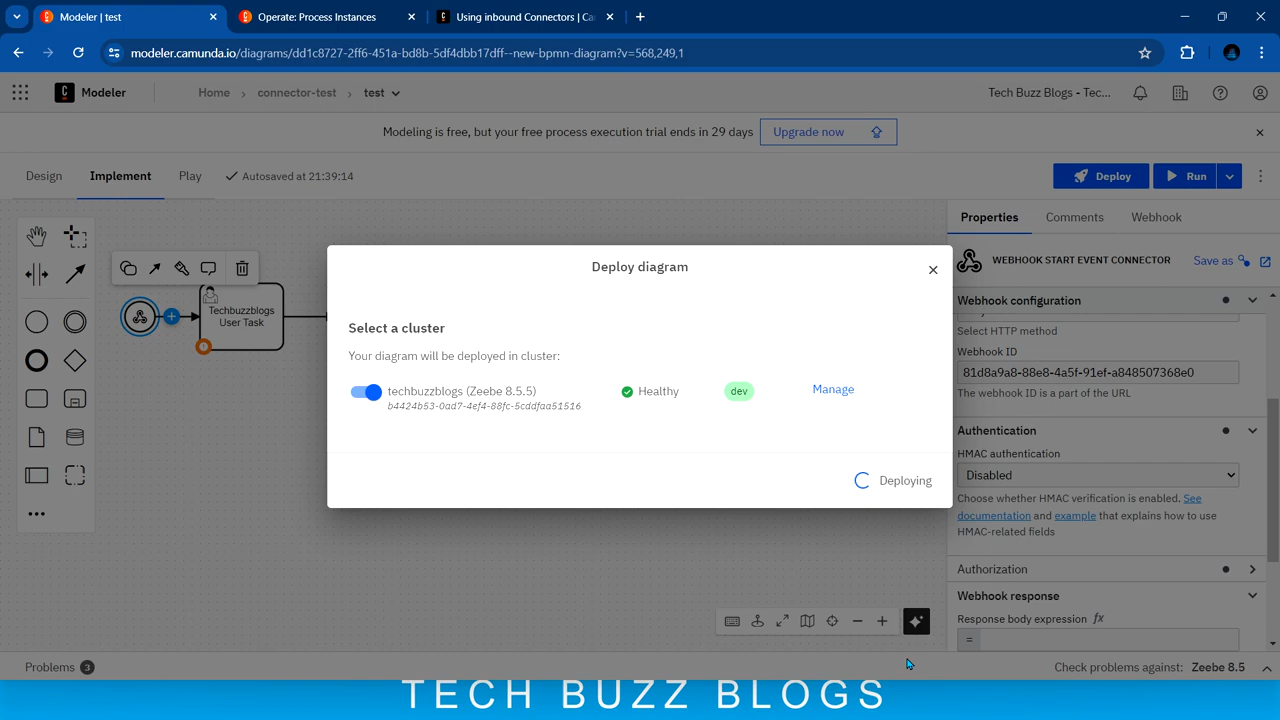 Modeler | test
Operate: Process Instances
Using inbound Connectors | Ca
modeler.camunda.io/diagrams/dd1c8727-2ff6-451a-bd8b-5df4dbb17dff--new-bpmn-diagram?v=568,249,1
Modeler
Home
connector-test
test
Tech Buzz Blogs - Tec...
Modeling is free, but your free process execution trial ends in 29 days
Upgrade now
Design
Implement
Play
Autosaved at 21:39:14
Deploy
Run
Properties
Comments
Webhook
WEBHOOK START EVENT CONNECTOR
Save as
Techbuzzblogs
User Task
Deploy diagram
Select a cluster
Your diagram will be deployed in cluster:
techbuzzblogs (Zeebe 8.5.5)
b4424b53-0ad7-4ef4-88fc-5cddfaa51516
Healthy
dev
Manage
Deploying
Webhook configuration
Select HTTP method
Webhook ID
81d8a9a8-88e8-4a5f-91ef-a848507368e0
The webhook ID is a part of the URL
Authentication
HMAC authentication
Disabled
Choose whether HMAC verification is enabled. See
documentation and example that explains how to use
HMAC-related fields
Authorization
Webhook response
Response body expression fx
=
Problems 3
Check problems against: Zeebe 8.5
TECH BUZZ BLOGS